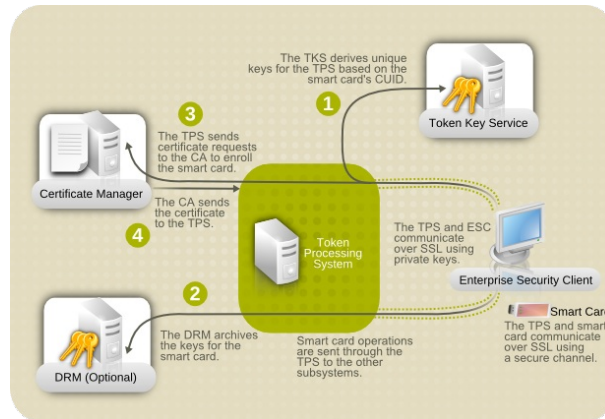 The TKS derives unique
keys for the TPS based on the
smart card's CUID.
1
Token Key Service
3
The TPS sends
certificate requests
to the CA to enroll
the smart card.
Certificate Manager
The CA sends
the certificate
to the TPS.
4
Token
Processing
System
The TPS and ESC
communicate
over SSL using
private keys.
Enterprise Security Client
2
Smart Card
The TPS and smart
card communicate
over SSL using
a secure channel.
The DRM archives
the keys for the
smart card.
Smart card operations
are sent through the
TPS to the other
subsystems.
DRM (Optional)